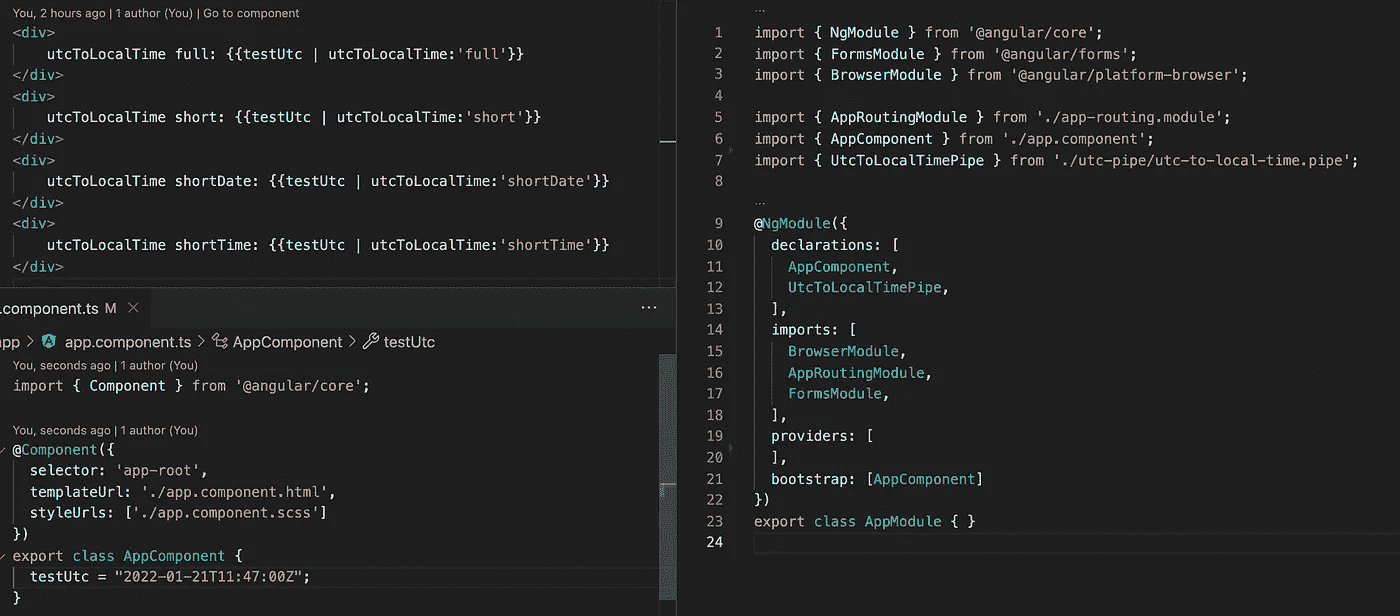 You, 2 hours ago | 1 author (You) | Go to component
<div>
    utcToLocalTime full: {{testUtc | utcToLocalTime:'full'}}
</div>
<div>
    utcToLocalTime short: {{testUtc | utcToLocalTime:'short'}}
</div>
<div>
    utcToLocalTime shortDate: {{testUtc | utcToLocalTime:'shortDate'}}
</div>
<div>
    utcToLocalTime shortTime: {{testUtc | utcToLocalTime:'shortTime'}}
</div>
.component.ts M ×
...
app > app.component.ts > AppComponent > testUtc
You, seconds ago | 1 author (You)
import { Component } from '@angular/core';
You, seconds ago | 1 author (You)
@Component({
  selector: 'app-root',
  templateUrl: './app.component.html',
  styleUrls: ['./app.component.scss']
})
export class AppComponent {
  testUtc = "2022-01-21T11:47:00Z";
}
...
1 import { NgModule } from '@angular/core';
2 import { FormsModule } from '@angular/forms';
3 import { BrowserModule } from '@angular/platform-browser';
4
5 import { AppRoutingModule } from './app-routing.module';
6 import { AppComponent } from './app.component';
7 import { UtcToLocalTimePipe } from './utc-pipe/utc-to-local-time.pipe';
8
...
9 @NgModule({
10   declarations: [
11     AppComponent,
12     UtcToLocalTimePipe,
13   ],
14   imports: [
15     BrowserModule,
16     AppRoutingModule,
17     FormsModule,
18   ],
19   providers: [
20   ],
21   bootstrap: [AppComponent]
22 })
23 export class AppModule { }
24